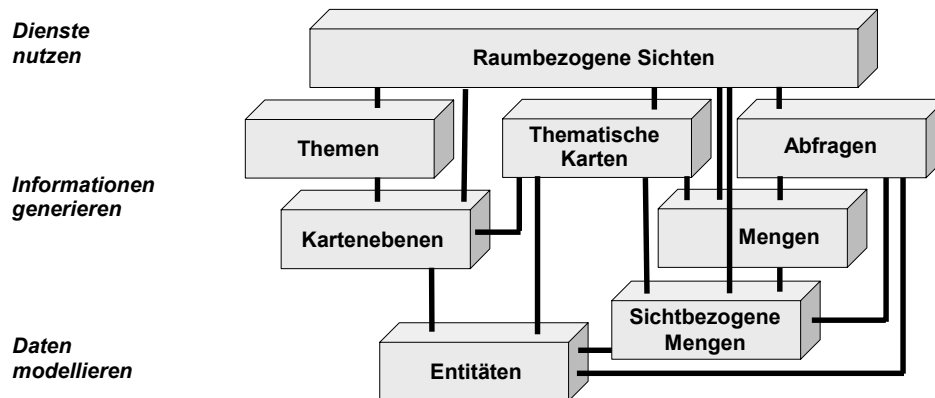 Dienste
nutzen
Raumbezogene Sichten
Themen
Thematische
Karten
Abfragen
Informationen
generieren
Kartenebenen
Mengen
Sichtbezogene
Mengen
Daten
modellieren
Entitäten